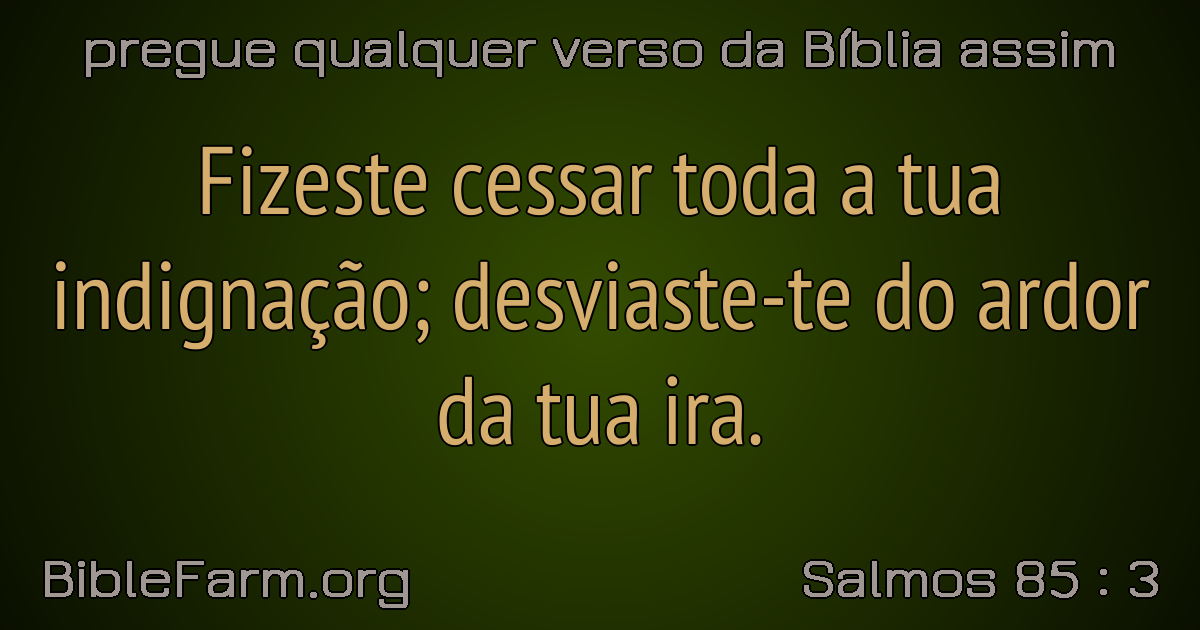 pregue qualquer verso da Bíblia assim
Fizeste cessar toda a tua
indignação; desviaste-te do ardor
da tua ira.
BibleFarm.org
Salmos 85 : 3